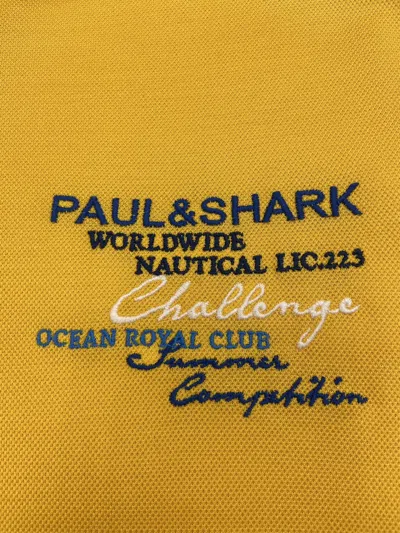 PAUL&SHARK
WORLDWIDE
NAUTICAL LIC.223
Challenge
OCEAN ROYAL CLUB
Summer
Competition